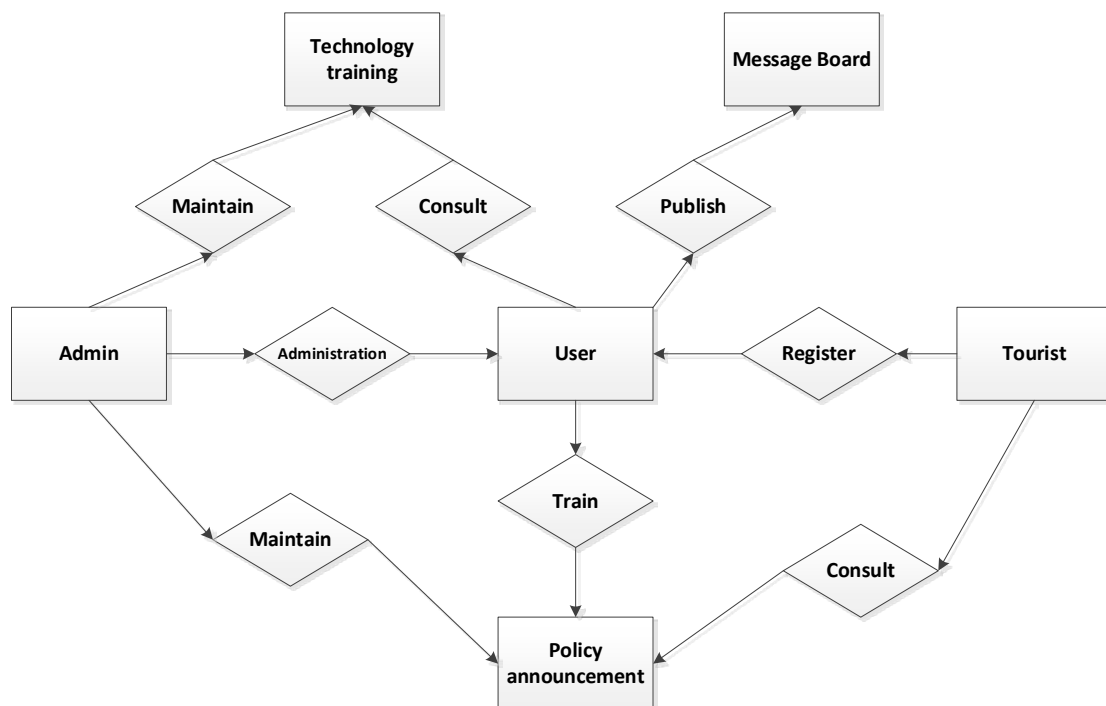 Technology
training
Message Board
Maintain
Consult
Publish
Admin
Administration
User
Register
Tourist
Train
Maintain
Consult
Policy
announcement